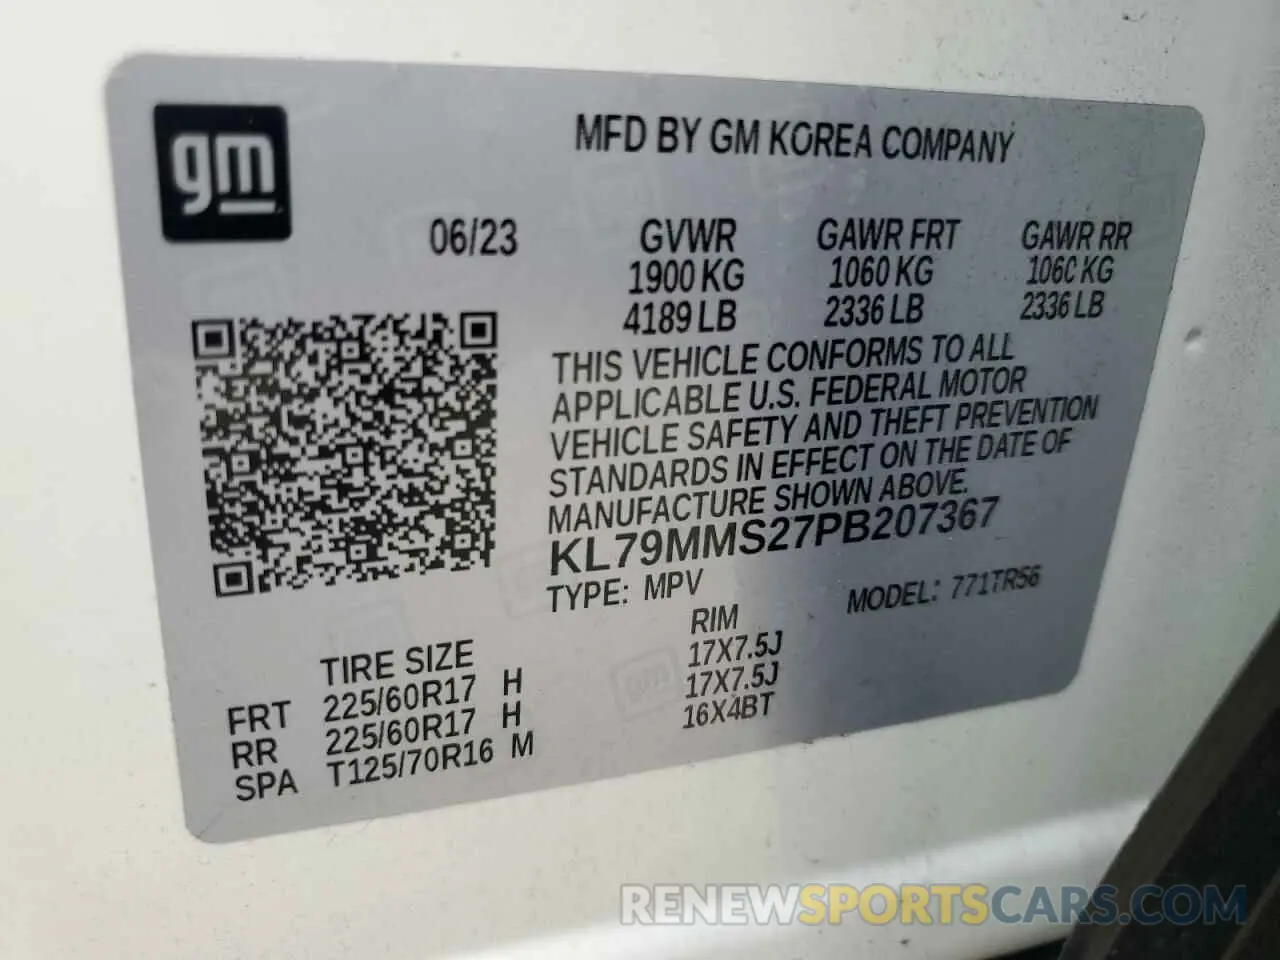 gm
MFD BY GM KOREA COMPANY
06/23
GVWR GAWR FRT GAWR RR
1900 KG 1060 KG 1060 KG
4189 LB 2336 LB 2336 LB
THIS VEHICLE CONFORMS TO ALL
APPLICABLE U.S. FEDERAL MOTOR
VEHICLE SAFETY AND THEFT PREVENTION
STANDARDS IN EFFECT ON THE DATE OF
MANUFACTURE SHOWN ABOVE.
KL79MMS27PB207367
TYPE: MPV MODEL: 771TR56
TIRE SIZE RIM
FRT 225/60R17 H 17X7.5J
RR 225/60R17 H 17X7.5J
SPA T125/70R16 M 16X4BT
gm
RENEWSPORTSCARS.COM